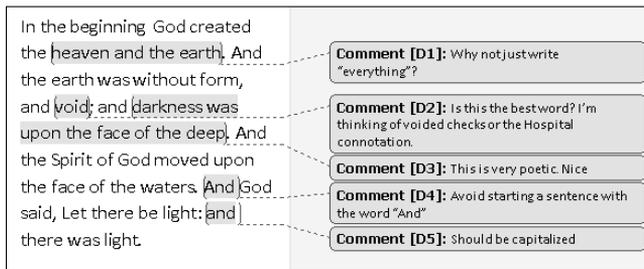 In the beginning God created
the heaven and the earth. And
the earth was without form,
and void; and darkness was
upon the face of the deep. And
the Spirit of God moved upon
the face of the waters. And God
said, Let there be light: and
there was light.
Comment [D1]: Why not just write
“everything”?
Comment [D2]: Is this the best word? I’m
thinking of voided checks or the Hospital
connotation.
Comment [D3]: This is very poetic. Nice
Comment [D4]: Avoid starting a sentence with
the word “And”
Comment [D5]: Should be capitalized